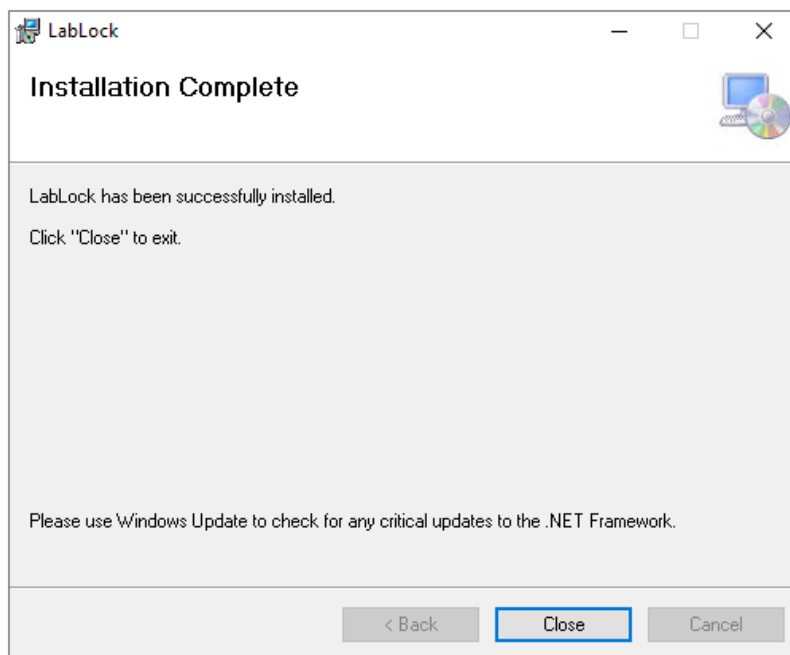 LabLock
Installation Complete
LabLock has been successfully installed.
Click "Close" to exit.
Please use Windows Update to check for any critical updates to the .NET Framework.
< Back
Close
Cancel